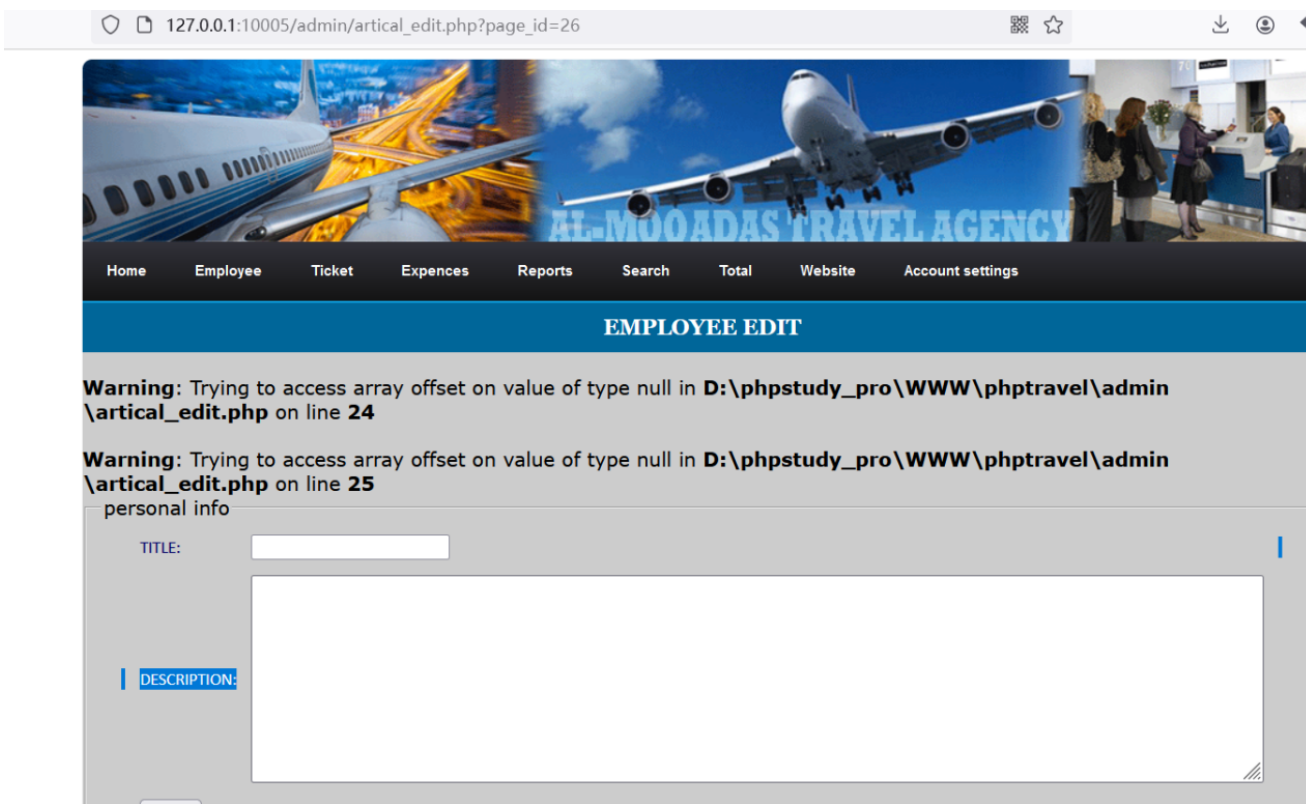 127.0.0.1:10005/admin/artical_edit.php?page_id=26
AL-MOQADAS TRAVEL AGENCY
Home Employee Ticket Expences Reports Search Total Website Account settings
EMPLOYEE EDIT
Warning: Trying to access array offset on value of type null in D:\phpstudy_pro\WWW\phptravel\admin
\artical_edit.php on line 24
Warning: Trying to access array offset on value of type null in D:\phpstudy_pro\WWW\phptravel\admin
\artical_edit.php on line 25
personal info
TITLE:
DESCRIPTION: